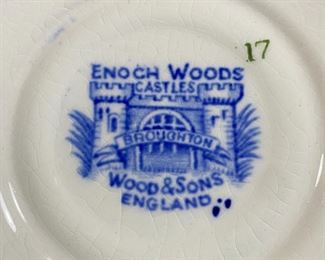 17
ENOCH WOODS
CASTLES
BROUGHTON
WOOD & SONS
ENGLAND